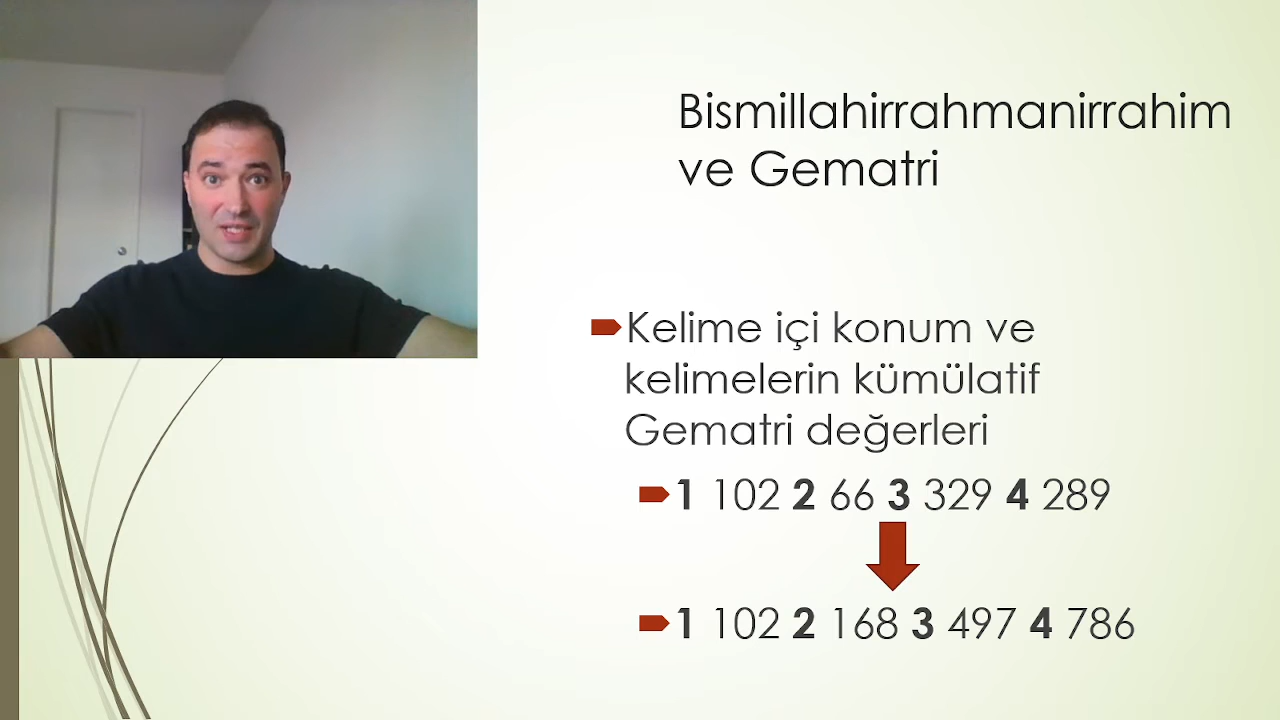 Bismillahirrahmanirrahim
ve Gematri
Kelime içi konum ve
kelimelerin kümülatif
Gematri değerleri
1 102 2 66 3 329 4 289
1 102 2 168 3 497 4 786